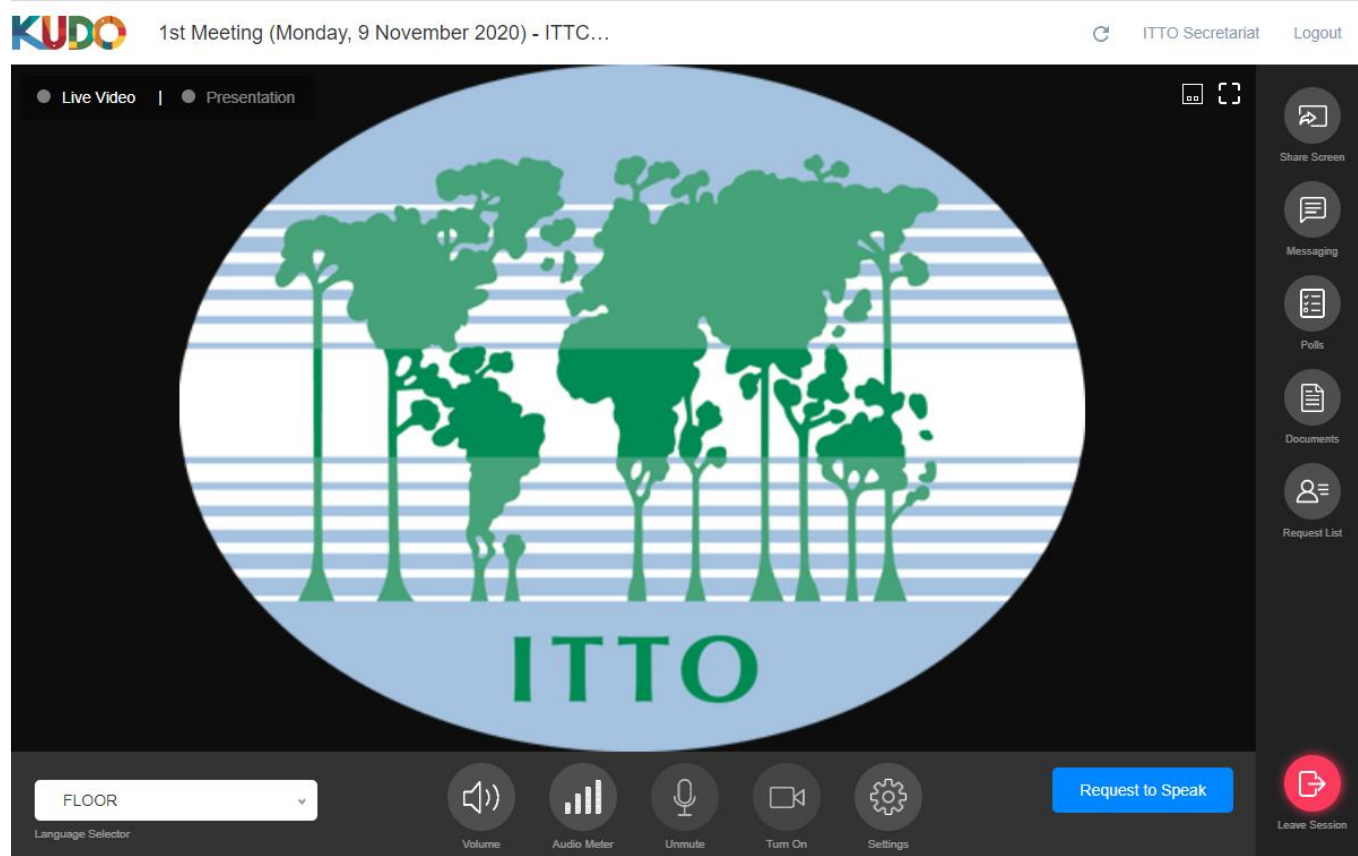 KUDO
1st Meeting (Monday, 9 November 2020) - ITTC...
ITTO Secretariat
Logout
Live Video | Presentation
Share Screen
Messaging
Polls
Documents
Request List
ITTO
FLOOR
Language Selector
Volume
Audio Meter
Unmute
Turn On
Settings
Request to Speak
Leave Session